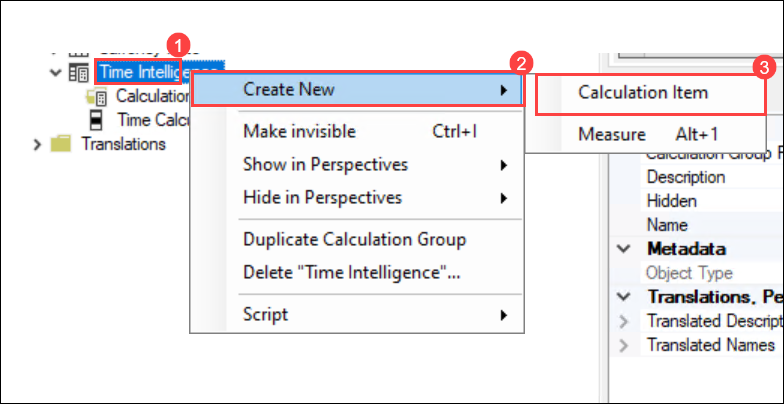 1
Time Intelligence
2
3
Create New
Calculation Item
Calculation
Time Calcu
Make invisible Ctrl+I
Measure Alt+1
Translations
Show in Perspectives
Calculation Group
Description
Hide in Perspectives
Hidden
Name
Duplicate Calculation Group
Metadata
Delete "Time Intelligence"...
Object Type
Translations, Pe
Script
Translated Descript
Translated Names